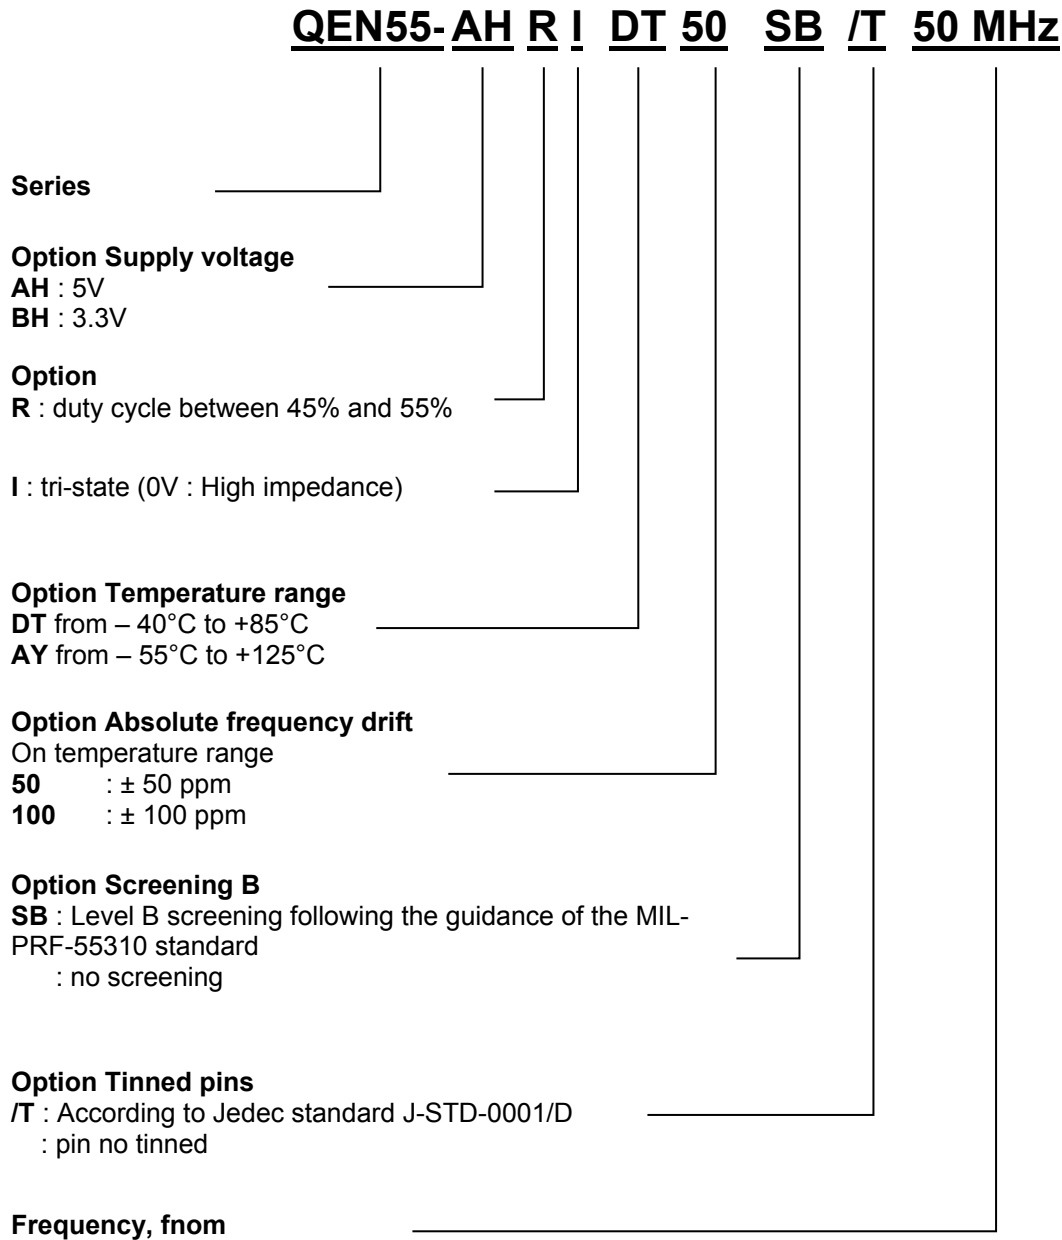 QEN55-AH R I DT 50 SB /T 50 MHz
Series
Option Supply voltage
AH : 5V
BH : 3.3V
Option
R : duty cycle between 45% and 55%
I : tri-state (0V : High impedance)
Option Temperature range
DT from – 40°C to +85°C
AY from – 55°C to +125°C
Option Absolute frequency drift
On temperature range
50 : ± 50 ppm
100 : ± 100 ppm
Option Screening B
SB : Level B screening following the guidance of the MIL-
PRF-55310 standard
: no screening
Option Tinned pins
/T : According to Jedec standard J-STD-0001/D
: pin no tinned
Frequency, fnom